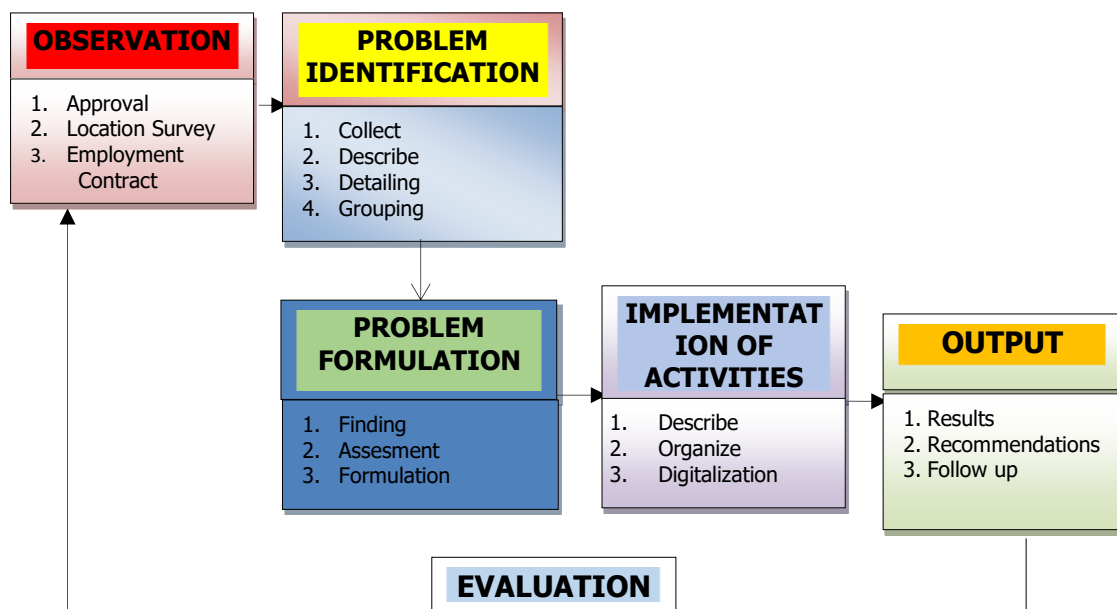 OBSERVATION
1. Approval
2. Location Survey
3. Employment
Contract
PROBLEM
IDENTIFICATION
1. Collect
2. Describe
3. Detailing
4. Grouping
PROBLEM
FORMULATION
1. Finding
2. Assesment
3. Formulation
IMPLEMENTAT
ION OF
ACTIVITIES
1. Describe
2. Organize
3. Digitalization
OUTPUT
1. Results
2. Recommendations
3. Follow up
EVALUATION